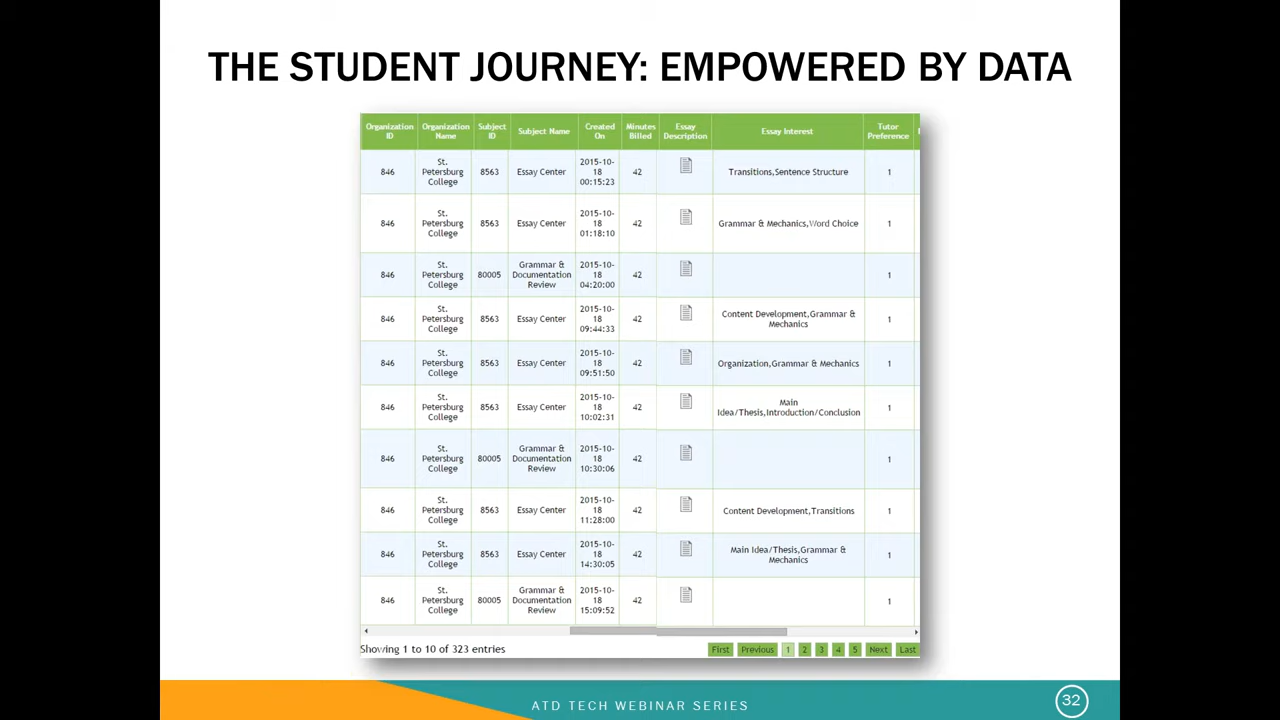 THE STUDENT JOURNEY: EMPOWERED BY DATA
Organization ID Organization Name Subject ID Subject Name Created On Minutes Billed Essay Description Essay Interest Tutor Preference
846 St. Petersburg College 8563 Essay Center 2015-10-18 00:15:23 42 Transitions,Sentence Structure 1
846 St. Petersburg College 8563 Essay Center 2015-10-18 01:18:10 42 Grammar & Mechanics,Word Choice 1
846 St. Petersburg College 80005 Grammar & Documentation Review 2015-10-18 04:20:00 42 1
846 St. Petersburg College 8563 Essay Center 2015-10-18 09:44:33 42 Content Development,Grammar & Mechanics 1
846 St. Petersburg College 8563 Essay Center 2015-10-18 09:51:50 42 Organization,Grammar & Mechanics 1
846 St. Petersburg College 8563 Essay Center 2015-10-18 10:02:31 42 Main Idea/Thesis,Introduction/Conclusion 1
846 St. Petersburg College 80005 Grammar & Documentation Review 2015-10-18 10:30:06 42 1
846 St. Petersburg College 8563 Essay Center 2015-10-18 11:28:00 42 Content Development,Transitions 1
846 St. Petersburg College 8563 Essay Center 2015-10-18 14:30:05 42 Main Idea/Thesis,Grammar & Mechanics 1
846 St. Petersburg College 80005 Grammar & Documentation Review 2015-10-18 15:09:52 42 1
Showing 1 to 10 of 323 entries First Previous 1 2 3 4 5 Next Last
ATD TECH WEBINAR SERIES 32